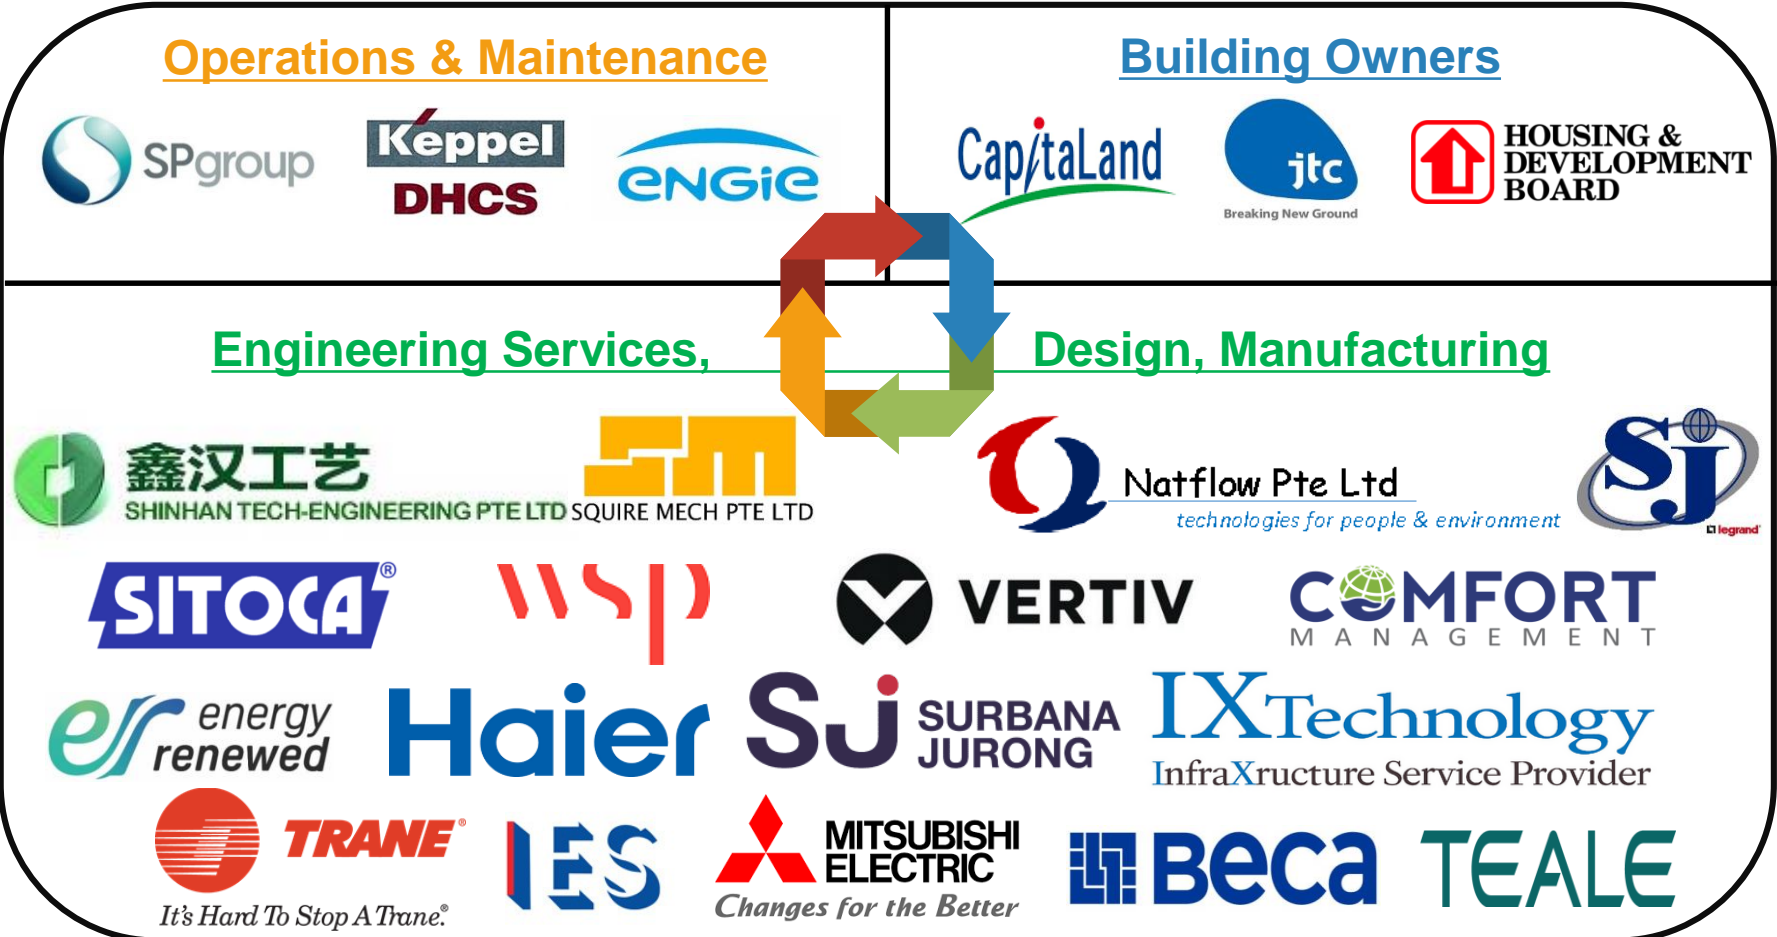 Operations & Maintenance
Building Owners
SPgroup
Keppel
DHCS
ENGIE
CapitaLand
jtc
Breaking New Ground
HOUSING &
DEVELOPMENT
BOARD
Engineering Services, Design, Manufacturing
鑫汉工艺
SHINHAN TECH-ENGINEERING PTE LTD
SM
SQUIRE MECH PTE LTD
Natflow Pte Ltd
technologies for people & environment
SJ
legrand®
SITOCA®
wsp
VERTIV
COMFORT
MANAGEMENT
er energy
renewed
Haier
SJ SURBANA
JURONG
IXTechnology
InfraXructure Service Provider
TRANE®
It's Hard To Stop A Trane.®
IES
MITSUBISHI
ELECTRIC
Changes for the Better
Beca
TEALE